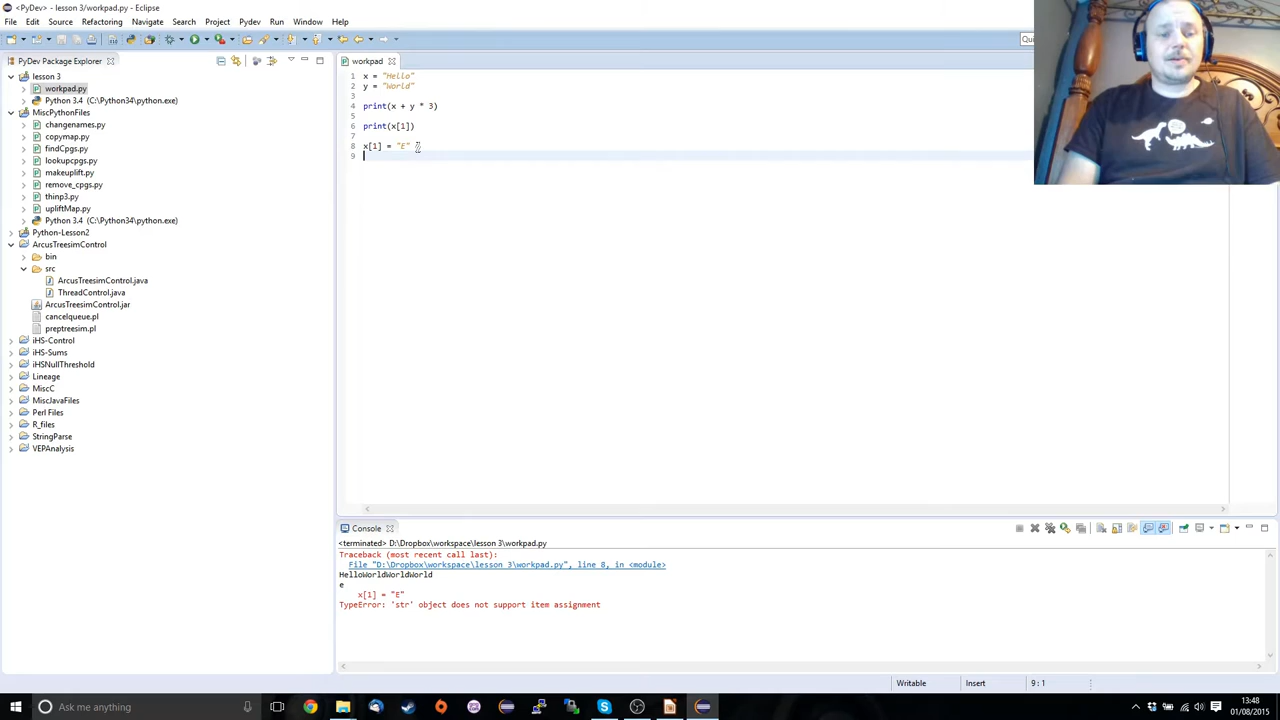 <PyDev> - lesson 3/workpad.py - Eclipse
File Edit Source Refactoring Navigate Search Project Pydev Run Window Help
PyDev Package Explorer
lesson 3
workpad.py
Python 3.4 (C:\Python34\python.exe)
MiscPythonFiles
changenames.py
copymap.py
findCpgs.py
lookupcpgs.py
makeuplift.py
remove_cpgs.py
thinp3.py
upliftMap.py
Python 3.4 (C:\Python34\python.exe)
Python-Lesson2
ArcusTreesimControl
bin
src
ArcusTreesimControl.java
ThreadControl.java
ArcusTreesimControl.jar
cancelqueue.pl
preptreesim.pl
iHS-Control
iHS-Sums
iHSNullThreshold
Lineage
MiscC
MiscJavaFiles
Perl Files
R_files
StringParse
VEPAnalysis
workpad
1 x = "Hello"
2 y = "World"
3
4 print(x + y * 3)
5
6 print(x[1])
7
8 x[1] = "E"
9
Console
<terminated> D:\Dropbox\workspace\lesson 3\workpad.py
Traceback (most recent call last):
File "D:\Dropbox\workspace\lesson 3\workpad.py", line 8, in <module>
HelloWorldWorldWorld
e
x[1] = "E"
TypeError: 'str' object does not support item assignment
Writable Insert 9 : 1
Ask me anything
13:48
01/08/2015